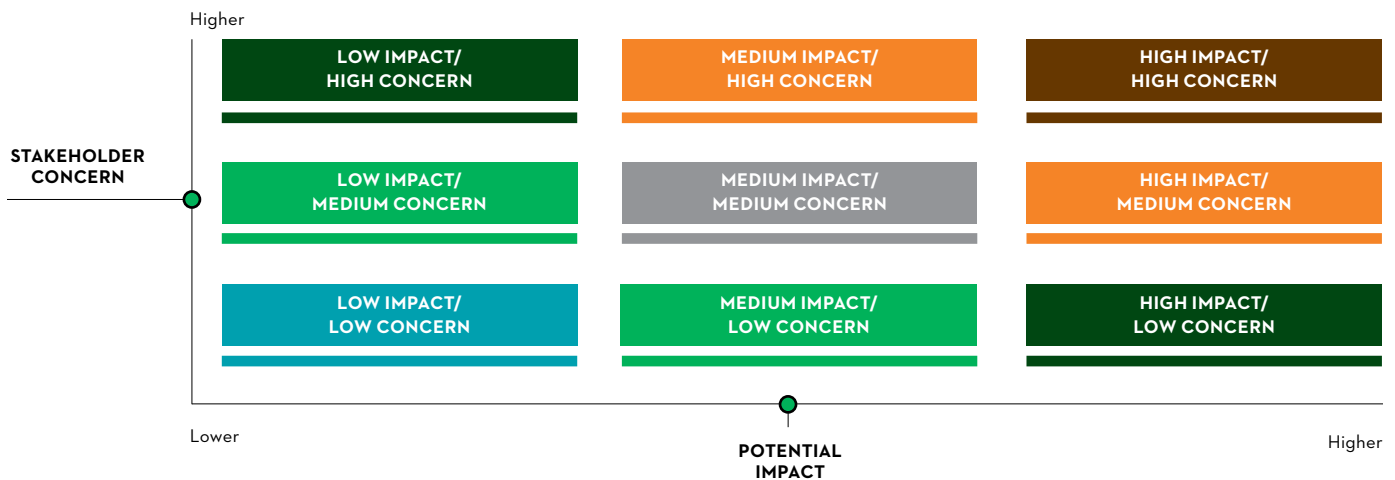 Higher
LOW IMPACT/
HIGH CONCERN
MEDIUM IMPACT/
HIGH CONCERN
HIGH IMPACT/
HIGH CONCERN
STAKEHOLDER
CONCERN
LOW IMPACT/
MEDIUM CONCERN
MEDIUM IMPACT/
MEDIUM CONCERN
HIGH IMPACT/
MEDIUM CONCERN
LOW IMPACT/
LOW CONCERN
MEDIUM IMPACT/
LOW CONCERN
HIGH IMPACT/
LOW CONCERN
Lower
POTENTIAL
IMPACT
Higher